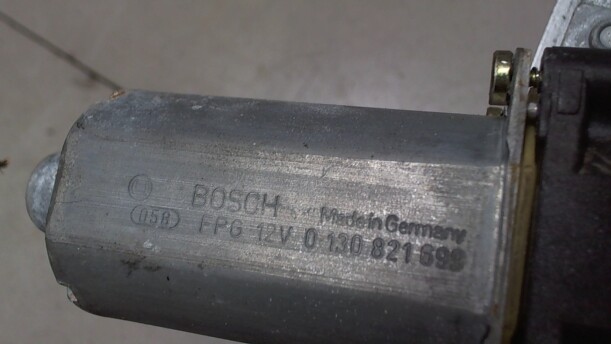 BOSCH Made in Germany
058 FPG 12V 0 130 821 698